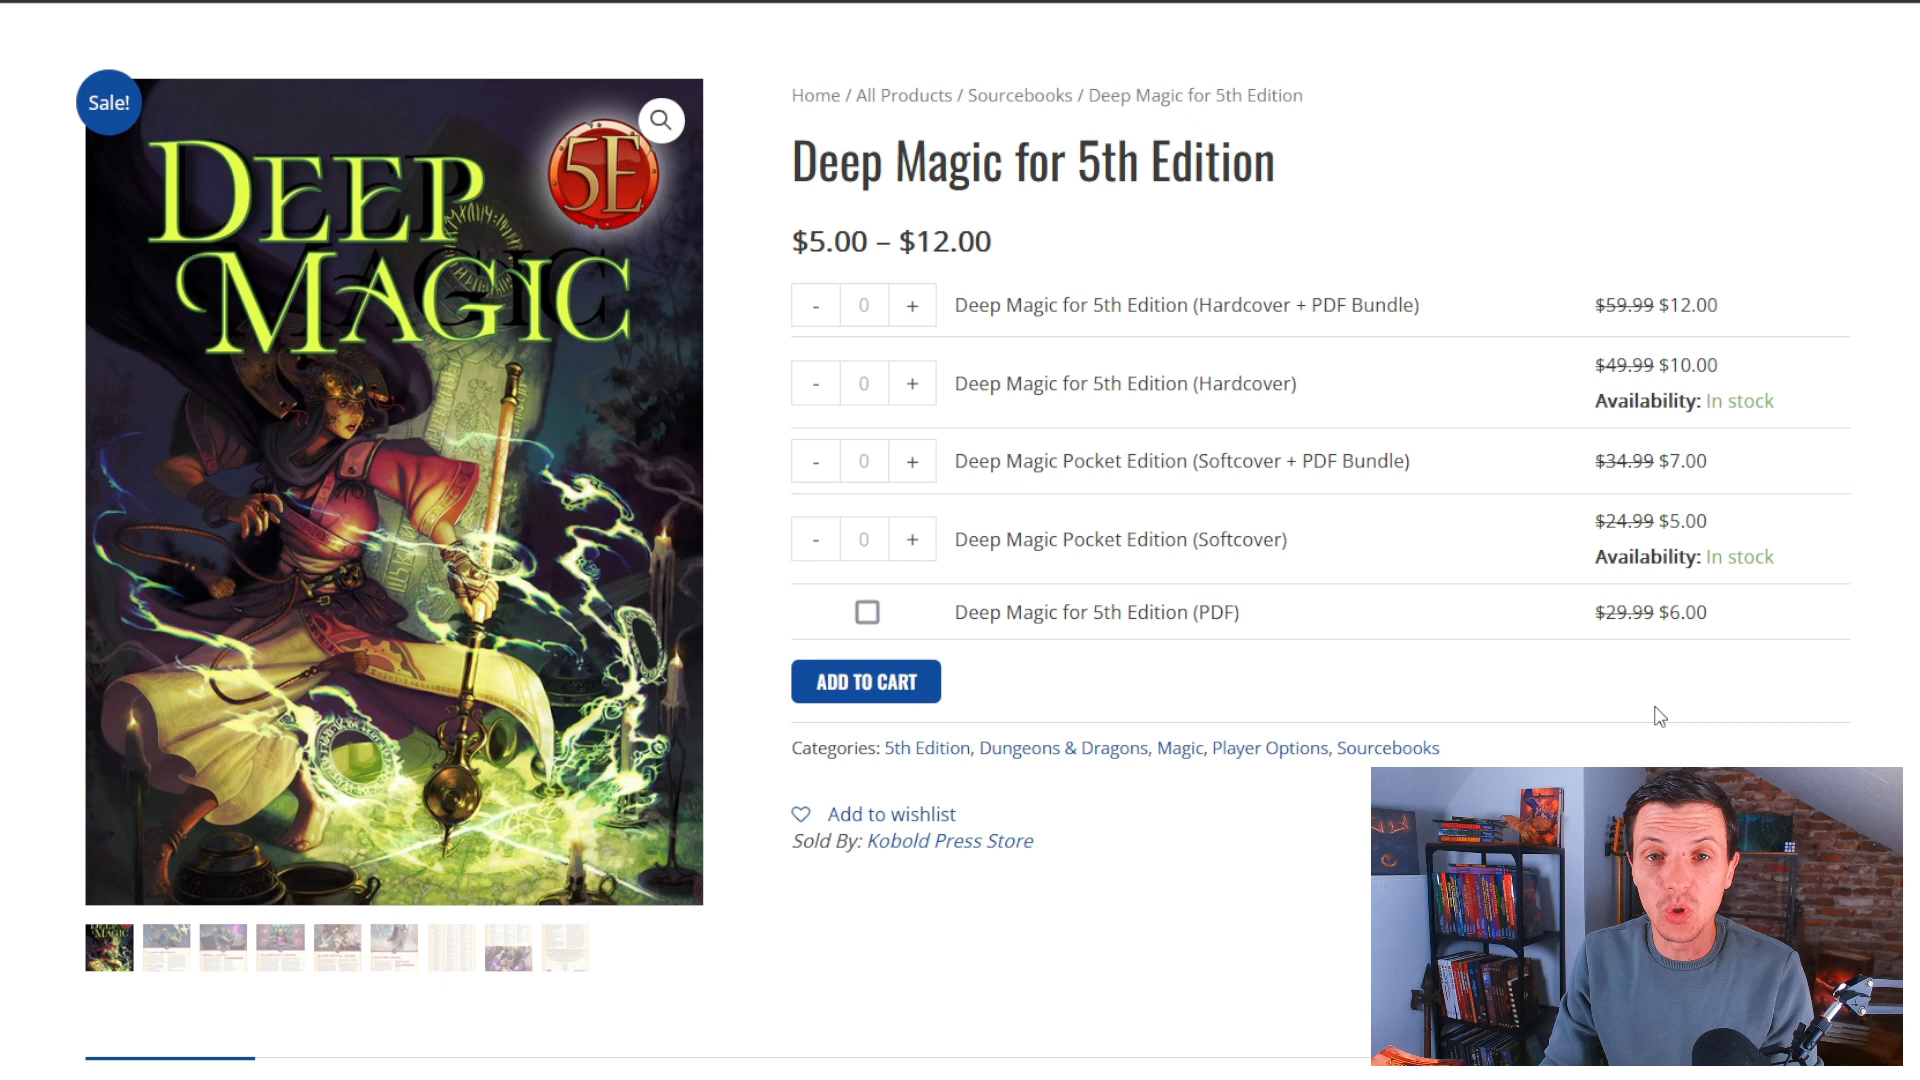 Sale!
DEEP
MAGIC
5E
Home / All Products / Sourcebooks / Deep Magic for 5th Edition
Deep Magic for 5th Edition
$5.00 – $12.00
- 0 + Deep Magic for 5th Edition (Hardcover + PDF Bundle) $59.99 $12.00
- 0 + Deep Magic for 5th Edition (Hardcover) $49.99 $10.00
Availability: In stock
- 0 + Deep Magic Pocket Edition (Softcover + PDF Bundle) $34.99 $7.00
- 0 + Deep Magic Pocket Edition (Softcover) $24.99 $5.00
Availability: In stock
Deep Magic for 5th Edition (PDF) $29.99 $6.00
ADD TO CART
Categories: 5th Edition, Dungeons & Dragons, Magic, Player Options, Sourcebooks
Add to wishlist
Sold By: Kobold Press Store
DEEP
MAGIC